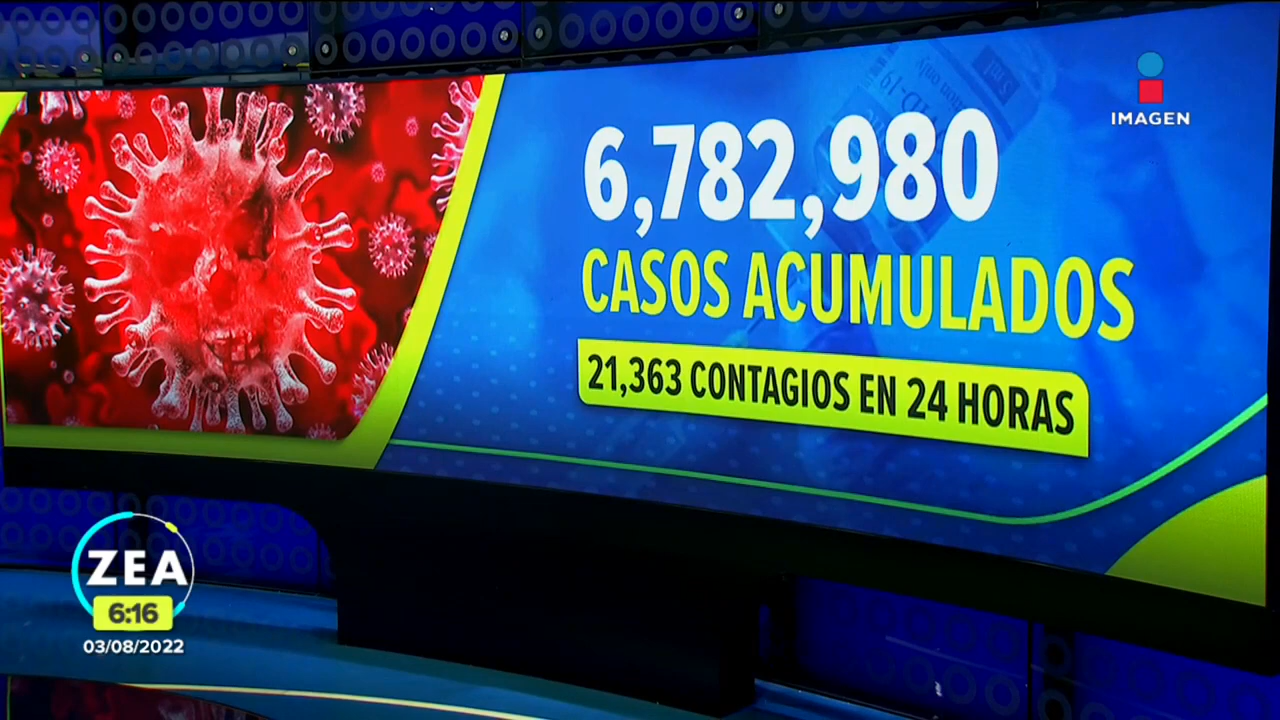 IMAGEN
6,782,980
CASOS ACUMULADOS
21,363 CONTAGIOS EN 24 HORAS
ZEA
6:16
03/08/2022